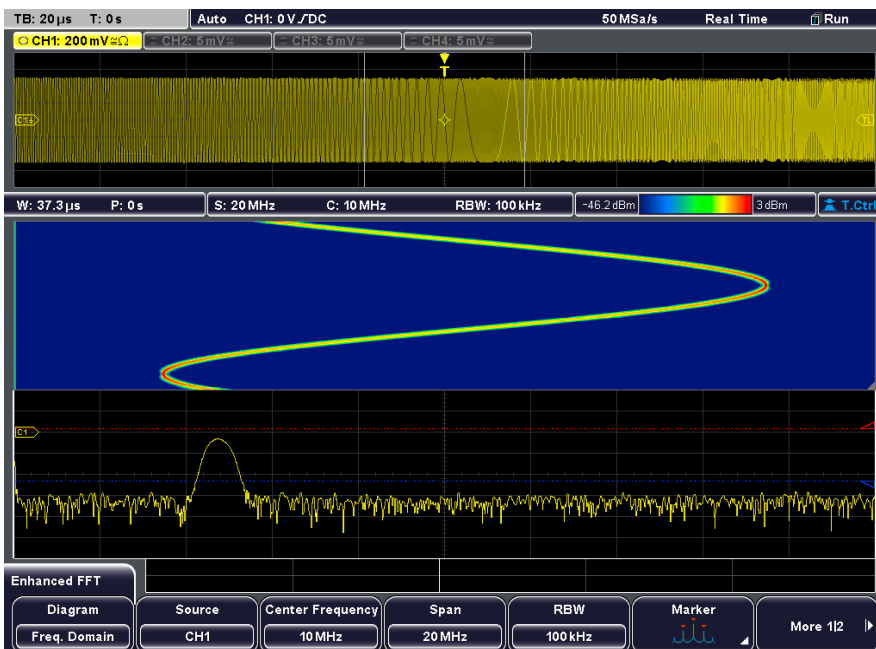 TB: 20 µs T: 0 s Auto CH1: 0 V / DC 50 MSa/s Real Time Run
CH1: 200 mV≅Ω CH2: 5 mV≅ CH3: 5 mV≅ CH4: 5 mV≅
T
C1 TL
W: 37.3 µs P: 0 s S: 20 MHz C: 10 MHz RBW: 100 kHz -46.2 dBm 3 dBm T.Ctrl
C1
Enhanced FFT
Diagram Source Center Frequency Span RBW Marker
Freq. Domain CH1 10 MHz 20 MHz 100 kHz More 1|2